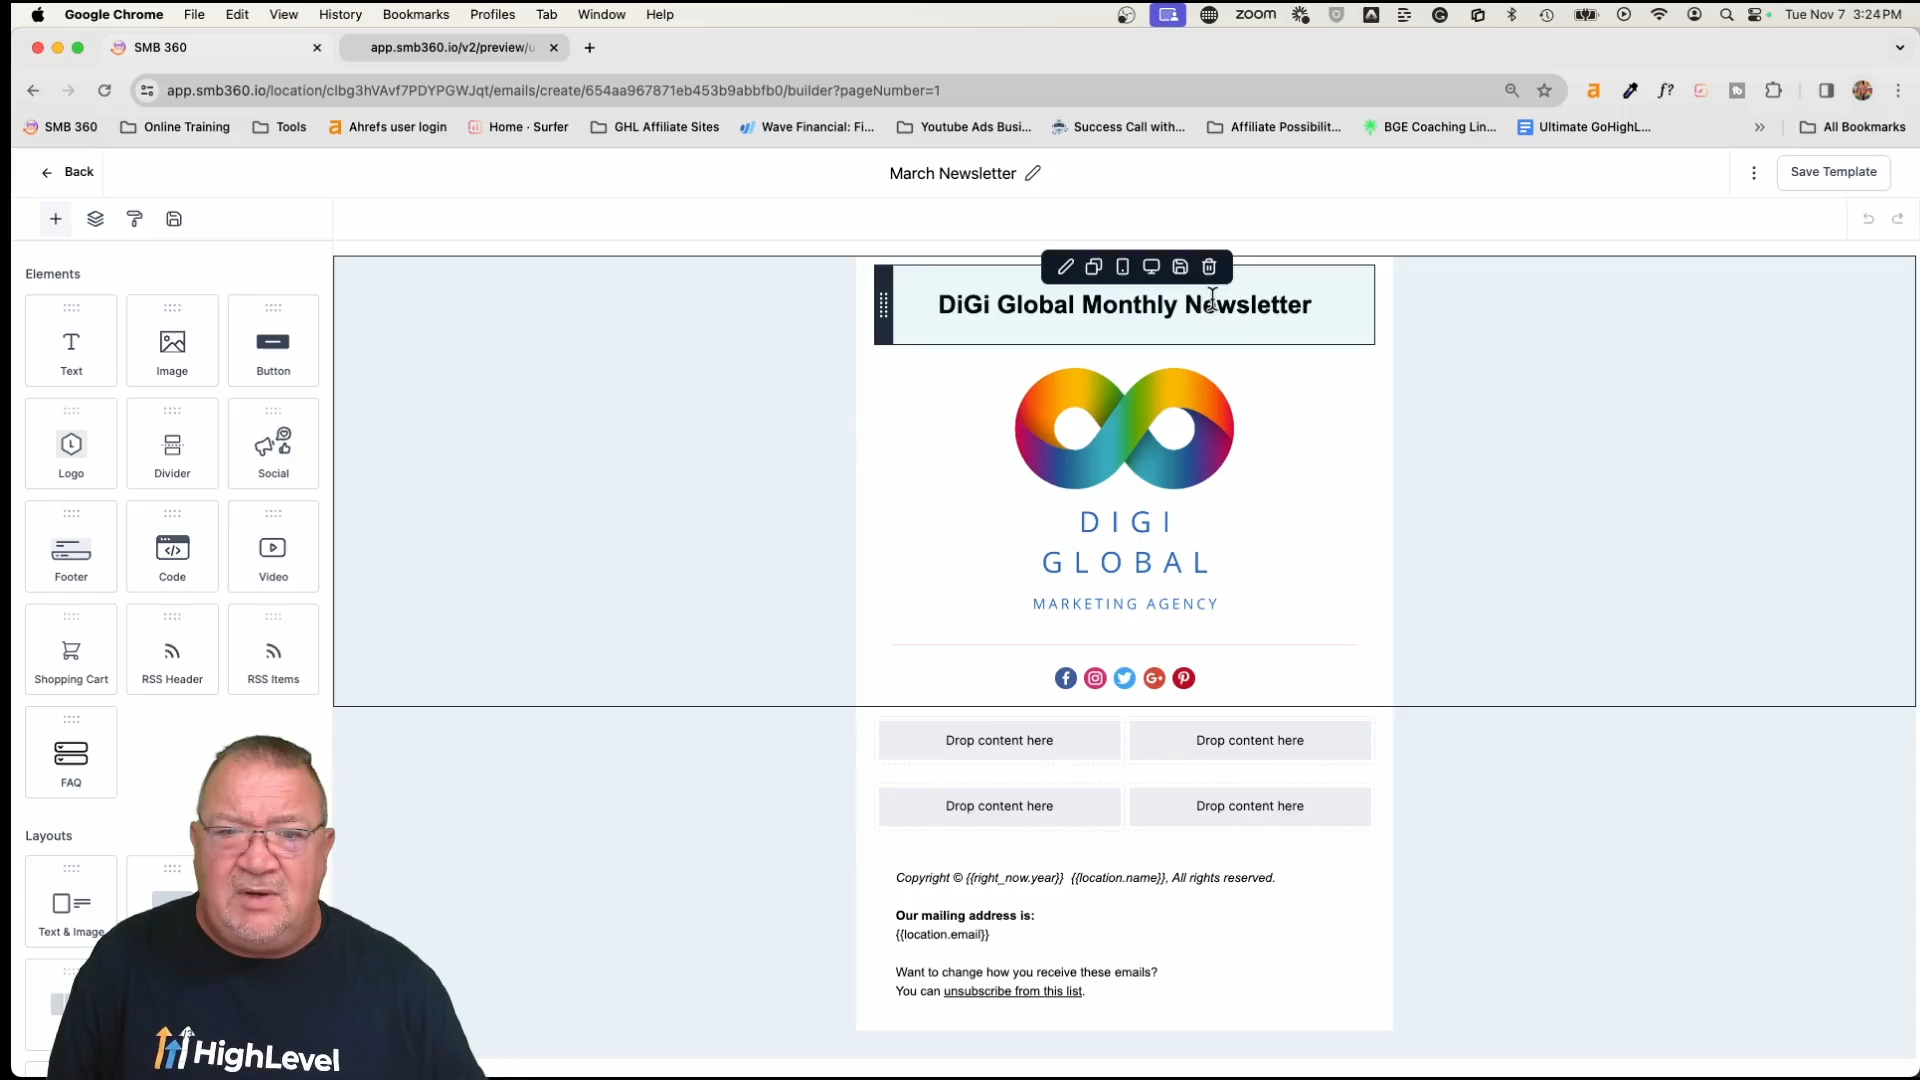 Google Chrome File Edit View History Bookmarks Profiles Tab Window Help zoom Tue Nov 7 3:24 PM
SMB 360 app.smb360.io/v2/preview/u
app.smb360.io/location/clbg3hVAvf7PDYPGWJqt/emails/create/654aa967871eb453b9abbfb0/builder?pageNumber=1
SMB 360 Online Training Tools Ahrefs user login Home · Surfer GHL Affiliate Sites Wave Financial: Fi... Youtube Ads Busi... Success Call with... Affiliate Possibilit... BGE Coaching Lin... Ultimate GoHighL... All Bookmarks
Back March Newsletter Save Template
Elements
Text Image Button
Logo Divider Social
Footer Code Video
Shopping Cart RSS Header RSS Items
FAQ
Layouts
Text & Image
DiGi Global Monthly Newsletter
DIGI
GLOBAL
MARKETING AGENCY
Drop content here Drop content here
Drop content here Drop content here
Copyright © {{right_now.year}} {{location.name}}, All rights reserved.
Our mailing address is:
{{location.email}}
Want to change how you receive these emails?
You can unsubscribe from this list.
HighLevel